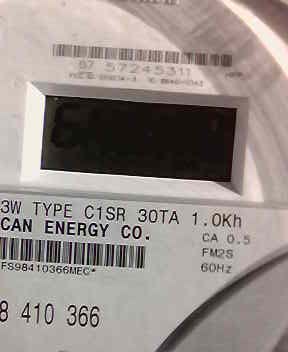 57 57245311
3W TYPE C1SR 30TA 1.0Kh
CAN ENERGY CO.
CA 0.5
FM2S
FS98410366MEC*
60Hz
8 410 366